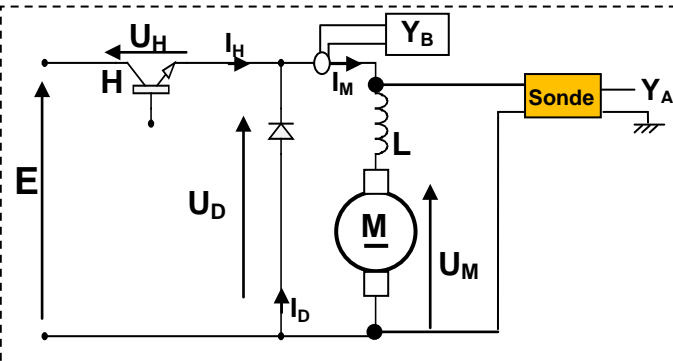 U_H I_H Y_B
H I_M
Sonde Y_A
L
E
U_D M
U_M
I_D